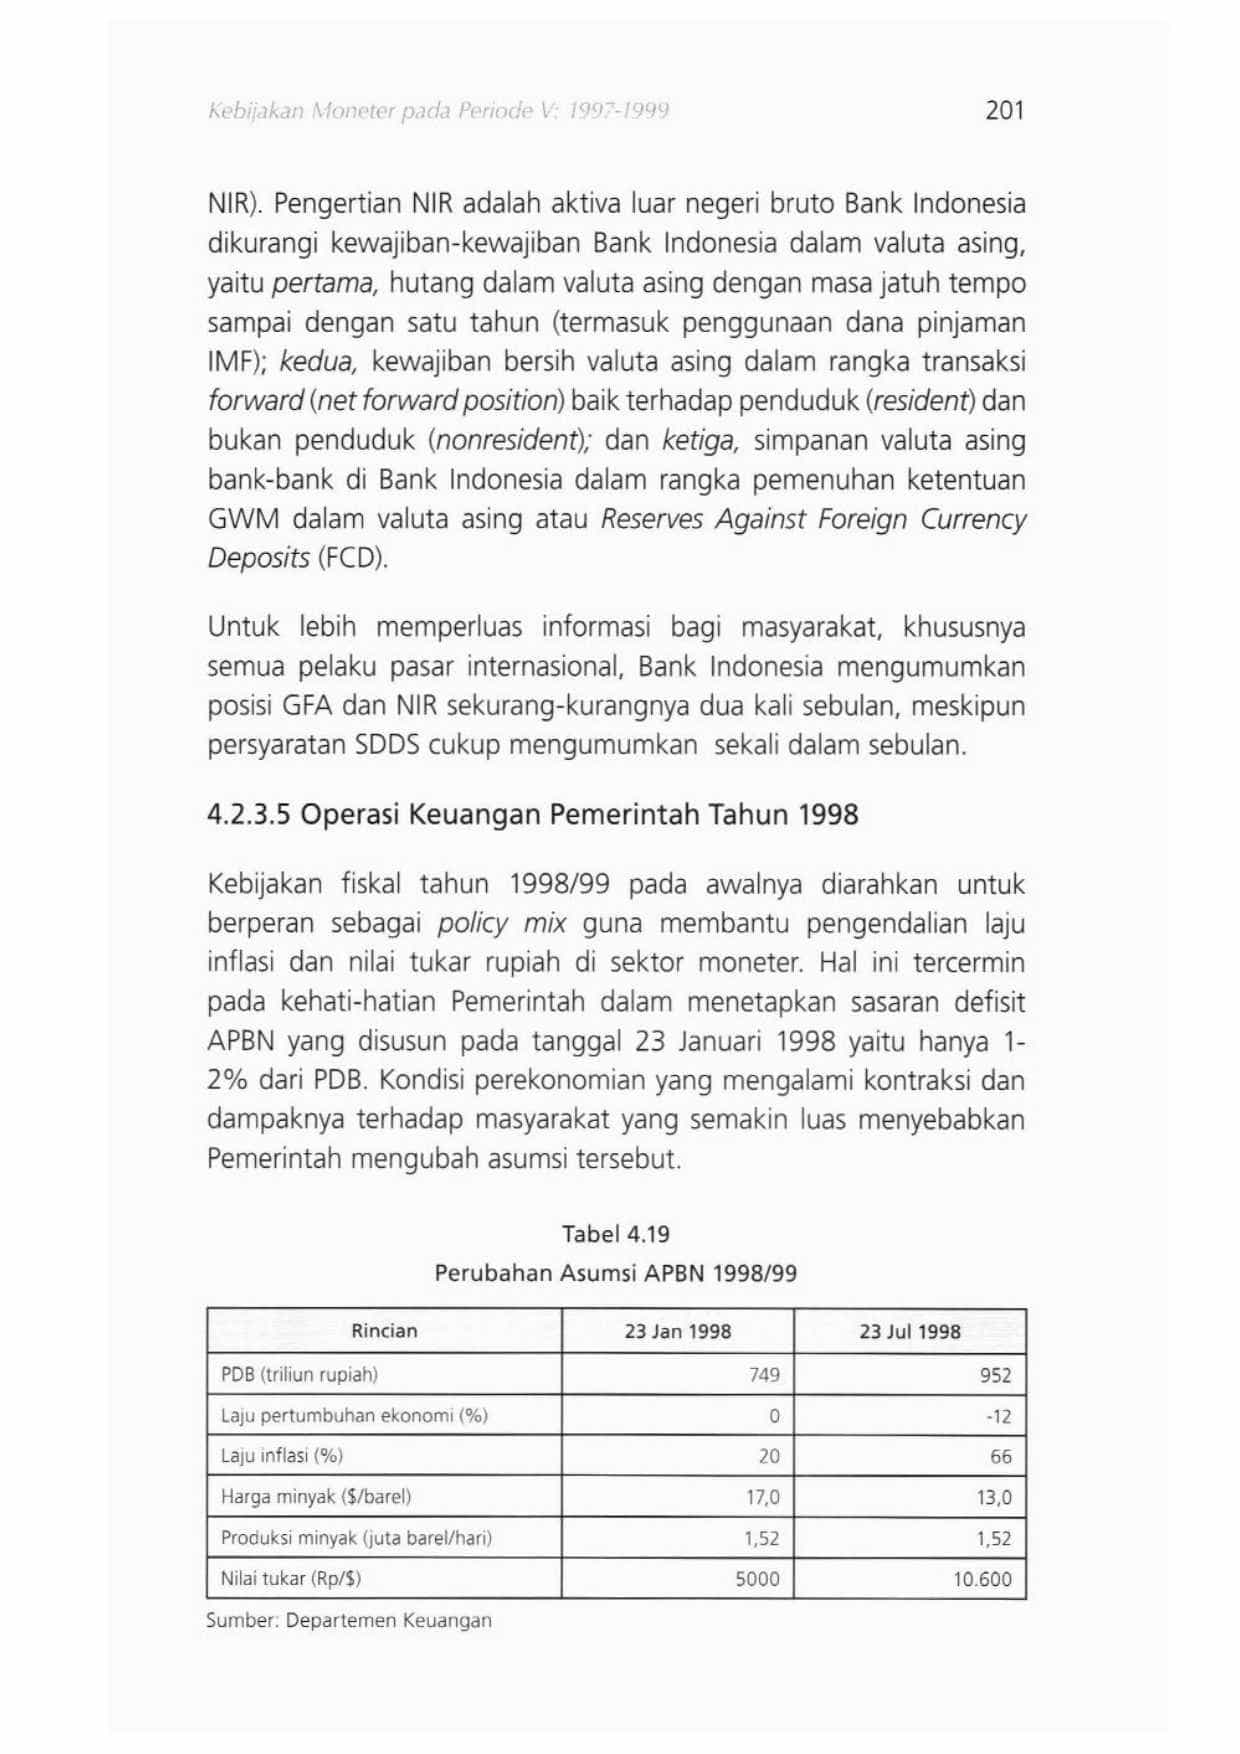 Kebijakan Moneter pada Periode V: 1997-1999 201
NIR). Pengertian NIR adalah aktiva luar negeri bruto Bank Indonesia
dikurangi kewajiban-kewajiban Bank Indonesia dalam valuta asing,
yaitu pertama, hutang dalam valuta asing dengan masa jatuh tempo
sampai dengan satu tahun (termasuk penggunaan dana pinjaman
IMF); kedua, kewajiban bersih valuta asing dalam rangka transaksi
forward (net forward position) baik terhadap penduduk (resident) dan
bukan penduduk (nonresident); dan ketiga, simpanan valuta asing
bank-bank di Bank Indonesia dalam rangka pemenuhan ketentuan
GWM dalam valuta asing atau Reserves Against Foreign Currency
Deposits (FCD).
Untuk lebih memperluas informasi bagi masyarakat, khususnya
semua pelaku pasar internasional, Bank Indonesia mengumumkan
posisi GFA dan NIR sekurang-kurangnya dua kali sebulan, meskipun
persyaratan SDDS cukup mengumumkan sekali dalam sebulan.
4.2.3.5 Operasi Keuangan Pemerintah Tahun 1998
Kebijakan fiskal tahun 1998/99 pada awalnya diarahkan untuk
berperan sebagai policy mix guna membantu pengendalian laju
inflasi dan nilai tukar rupiah di sektor moneter. Hal ini tercermin
pada kehati-hatian Pemerintah dalam menetapkan sasaran defisit
APBN yang disusun pada tanggal 23 Januari 1998 yaitu hanya 1-
2% dari PDB. Kondisi perekonomian yang mengalami kontraksi dan
dampaknya terhadap masyarakat yang semakin luas menyebabkan
Pemerintah mengubah asumsi tersebut.
Tabel 4.19
Perubahan Asumsi APBN 1998/99
Rincian 23 Jan 1998 23 Jul 1998
PDB (triliun rupiah) 749 952
Laju pertumbuhan ekonomi (%) 0 -12
Laju inflasi (%) 20 66
Harga minyak ($/barel) 17,0 13,0
Produksi minyak (juta barel/hari) 1,52 1,52
Nilai tukar (Rp/$) 5000 10.600
Sumber: Departemen Keuangan